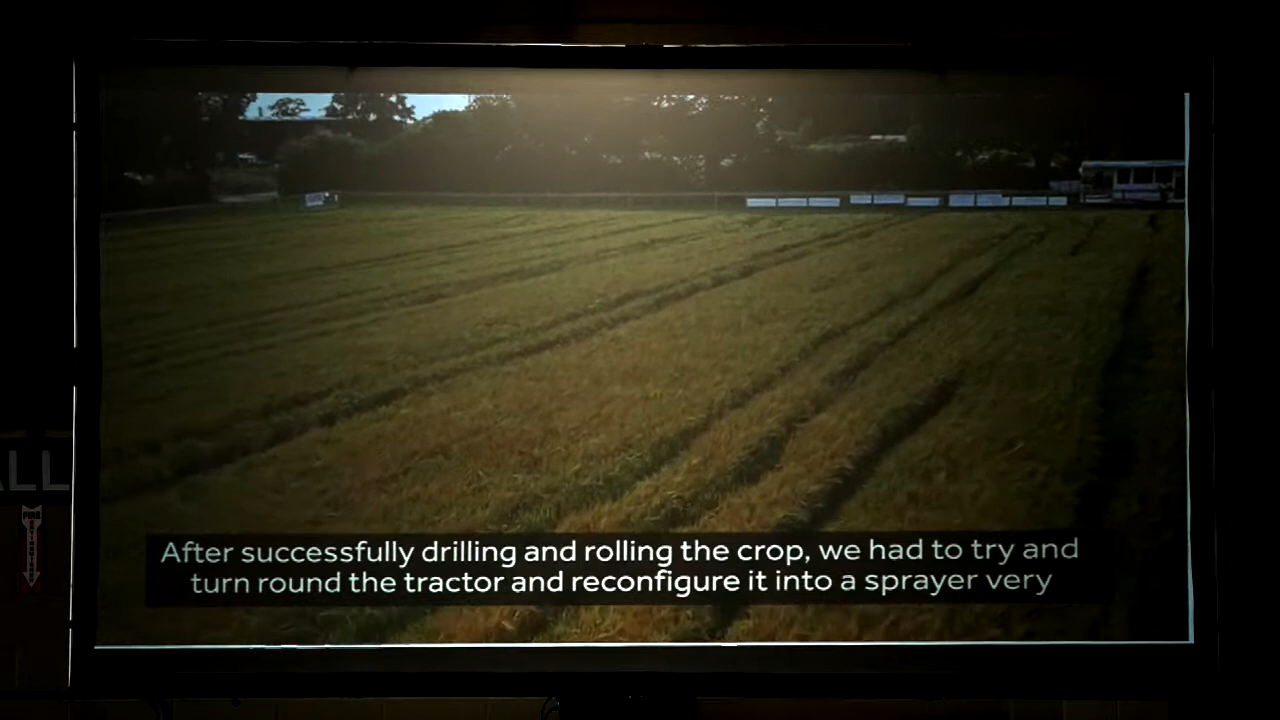 ALL
After successfully drilling and rolling the crop, we had to try and
turn round the tractor and reconfigure it into a sprayer very